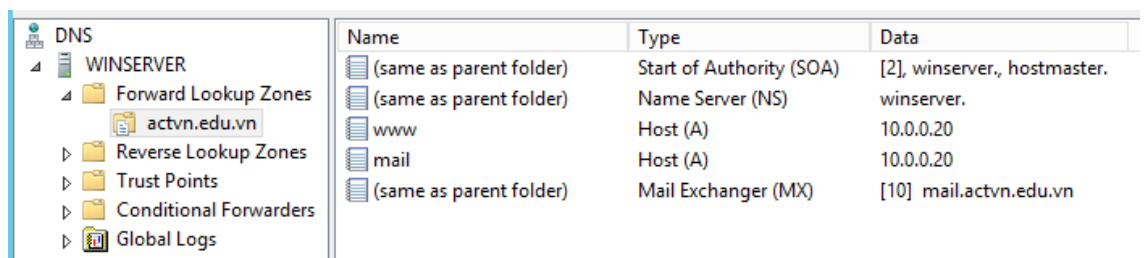 DNS
WINSERVER
Forward Lookup Zones
actvn.edu.vn
Reverse Lookup Zones
Trust Points
Conditional Forwarders
Global Logs
Name Type Data
(same as parent folder) Start of Authority (SOA) [2], winserver., hostmaster.
(same as parent folder) Name Server (NS) winserver.
www Host (A) 10.0.0.20
mail Host (A) 10.0.0.20
(same as parent folder) Mail Exchanger (MX) [10] mail.actvn.edu.vn